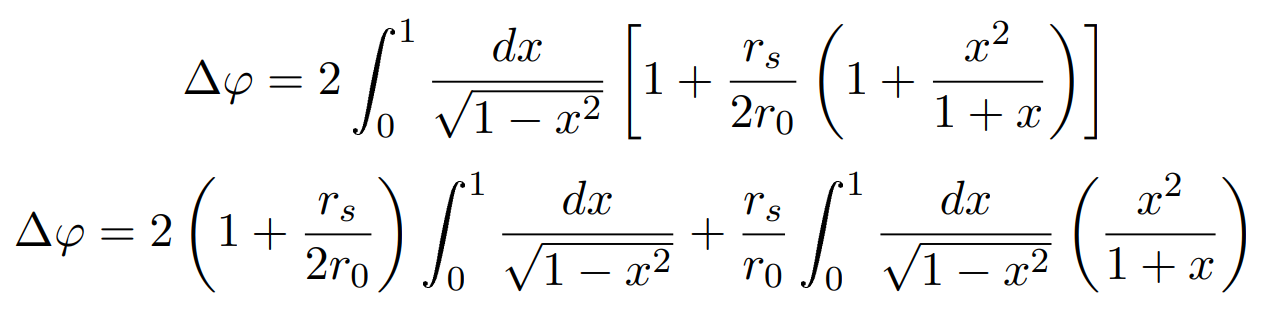 Δφ = 2 ∫₀¹ dx/√(1 − x²) [1 + r_s/(2r₀) (1 + x²/(1 + x))]
Δφ = 2 (1 + r_s/(2r₀)) ∫₀¹ dx/√(1 − x²) + r_s/r₀ ∫₀¹ dx/√(1 − x²) (x²/(1 + x))